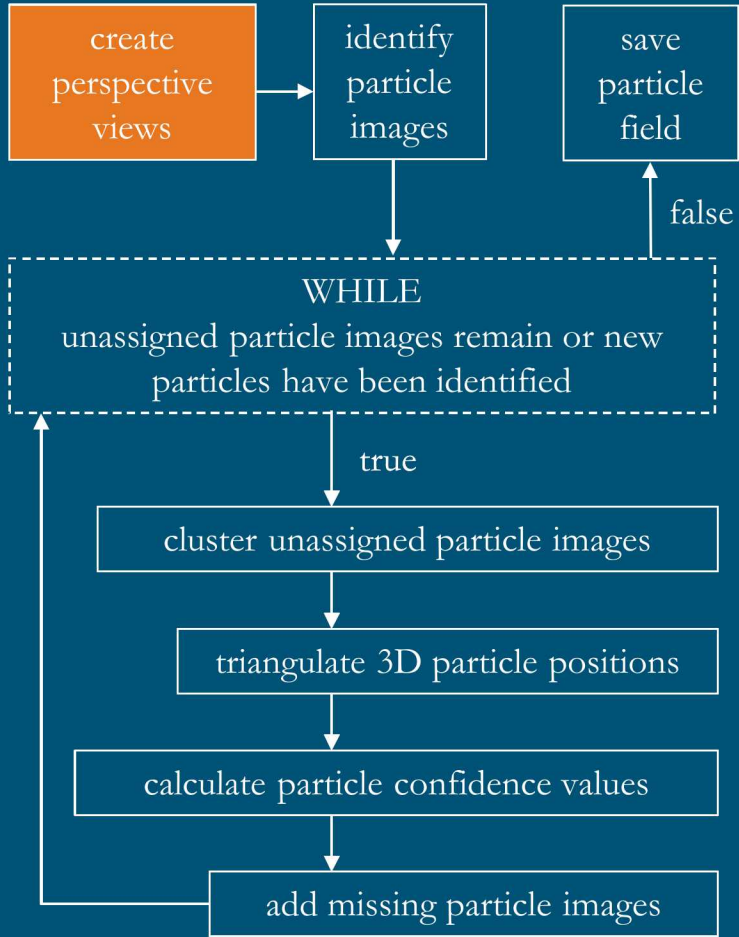 create
perspective
views
identify
particle
images
save
particle
field
false
WHILE
unassigned particle images remain or new
particles have been identified
true
cluster unassigned particle images
triangulate 3D particle positions
calculate particle confidence values
add missing particle images